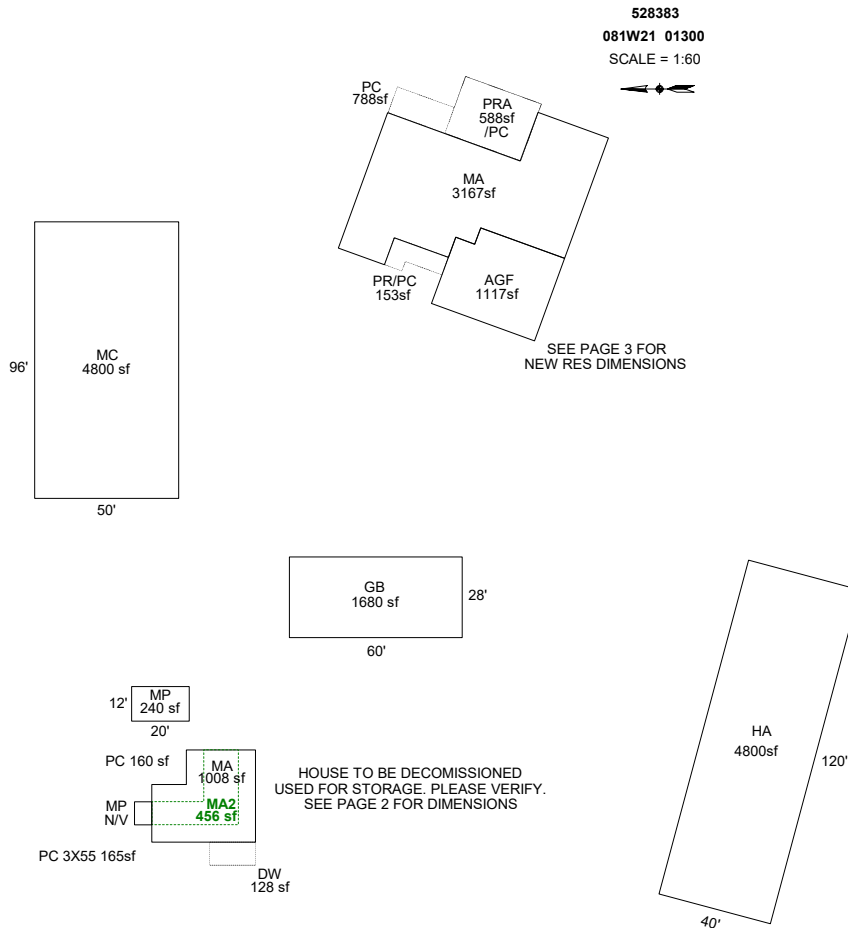 528383
081W21 01300
SCALE = 1:60
PC
788sf
PRA
588sf
/PC
MA
3167sf
PR/PC
153sf
AGF
1117sf
SEE PAGE 3 FOR
NEW RES DIMENSIONS
MC
4800 sf
96'
50'
GB
1680 sf
28'
60'
MP
240 sf
12'
20'
PC 160 sf
MA
1008 sf
MA2
456 sf
MP
N/V
PC 3X55 165sf
DW
128 sf
HOUSE TO BE DECOMISSIONED
USED FOR STORAGE. PLEASE VERIFY.
SEE PAGE 2 FOR DIMENSIONS
HA
4800sf
120'
40'